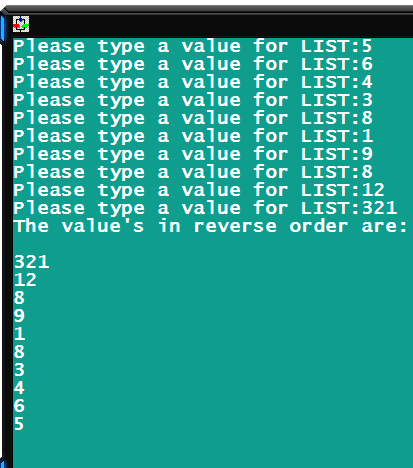 Please type a value for LIST:5
Please type a value for LIST:6
Please type a value for LIST:4
Please type a value for LIST:3
Please type a value for LIST:8
Please type a value for LIST:1
Please type a value for LIST:9
Please type a value for LIST:8
Please type a value for LIST:12
Please type a value for LIST:321
The value's in reverse order are:
321
12
8
9
1
8
3
4
6
5